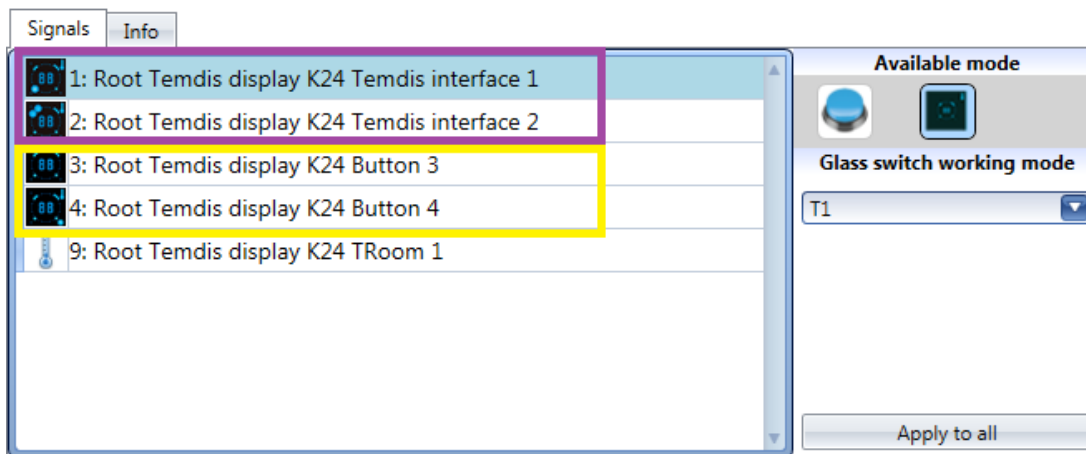 Signals
Info
1: Root Temdis display K24 Temdis interface 1
2: Root Temdis display K24 Temdis interface 2
3: Root Temdis display K24 Button 3
4: Root Temdis display K24 Button 4
9: Root Temdis display K24 TRoom 1
Available mode
Glass switch working mode
T1
Apply to all